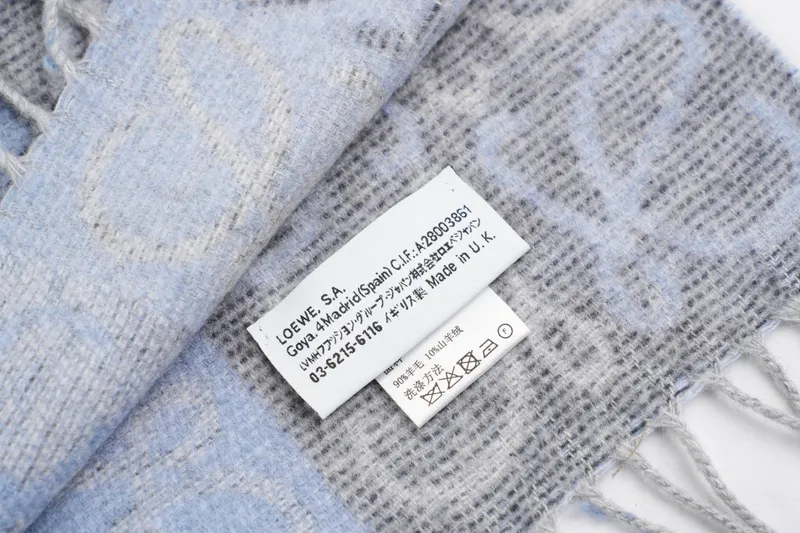 LOEWE, S.A.
Goya, 4 Madrid (Spain) C.I.F.: A-28003861
LVMHファッション・グループ・ジャパン株式会社ロエベジャパン
03-6215-6116 イギリス製 Made in U. K.
90%羊毛 10%山羊绒
洗涤方法